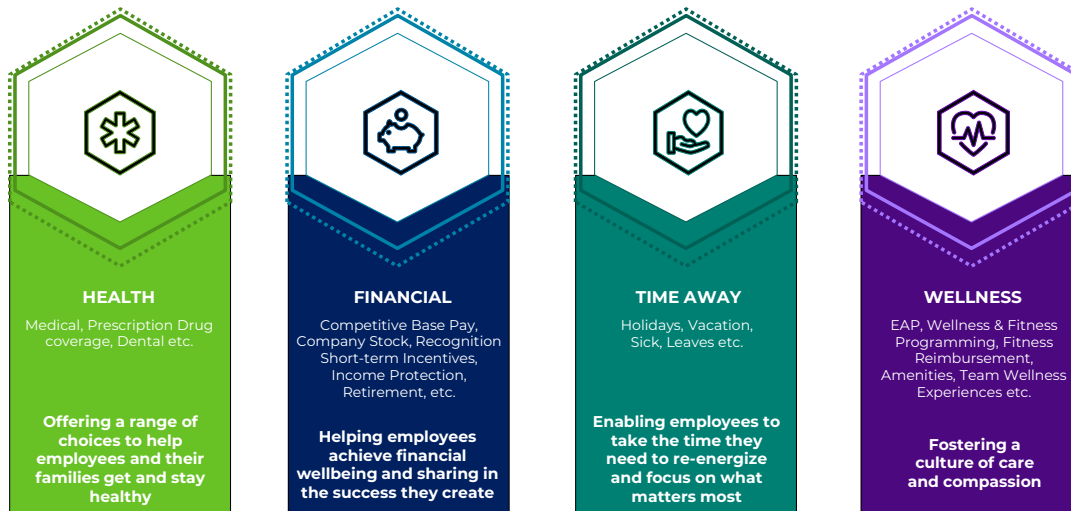 HEALTH
Medical, Prescription Drug
coverage, Dental etc.
Offering a range of
choices to help
employees and their
families get and stay
healthy
FINANCIAL
Competitive Base Pay,
Company Stock, Recognition
Short-term Incentives,
Income Protection,
Retirement, etc.
Helping employees
achieve financial
wellbeing and sharing in
the success they create
TIME AWAY
Holidays, Vacation,
Sick, Leaves etc.
Enabling employees to
take the time they
need to re-energize
and focus on what
matters most
WELLNESS
EAP, Wellness & Fitness
Programming, Fitness
Reimbursement,
Amenities, Team Wellness
Experiences etc.
Fostering a
culture of care
and compassion